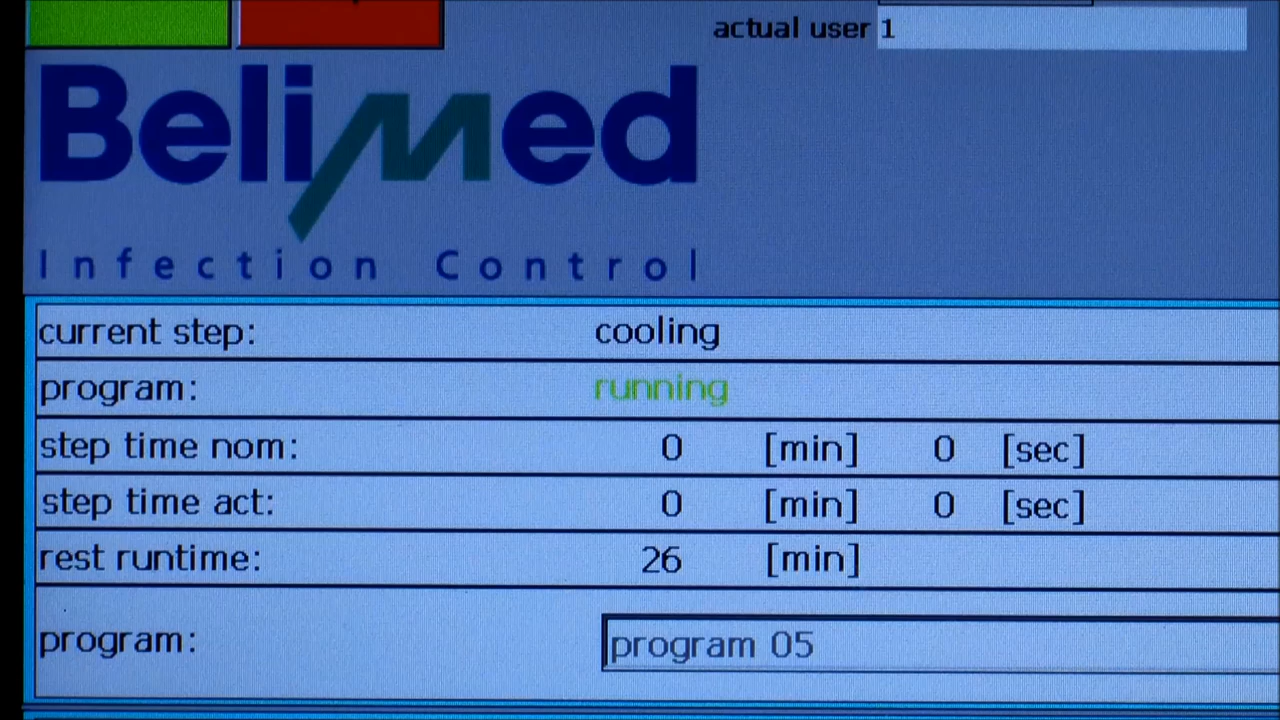 actual user 1
Belimed
Infection Control
current step: cooling
program: running
step time nom: 0 [min] 0 [sec]
step time act: 0 [min] 0 [sec]
rest runtime: 26 [min]
program: program 05